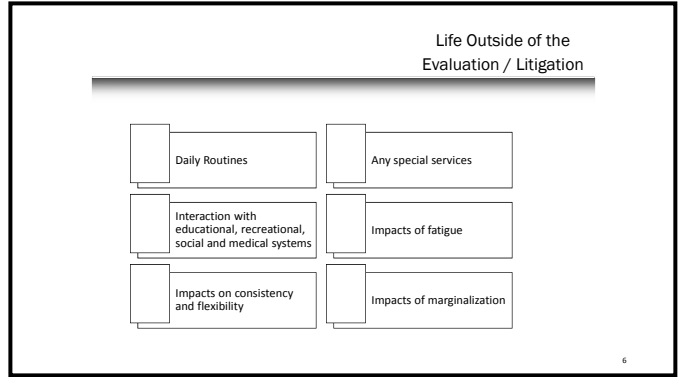 Life Outside of the
Evaluation / Litigation
Daily Routines
Any special services
Interaction with
educational, recreational,
social and medical systems
Impacts of fatigue
Impacts on consistency
and flexibility
Impacts of marginalization
6